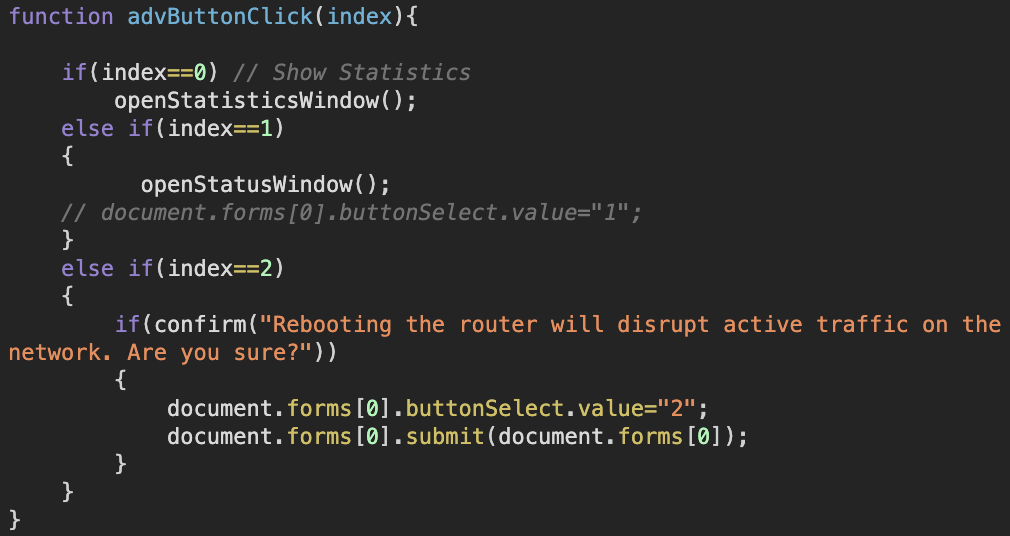 function advButtonClick(index){
if(index==0) // Show Statistics
openStatisticsWindow();
else if(index==1)
{
openStatusWindow();
// document.forms[0].buttonSelect.value="1";
}
else if(index==2)
{
if(confirm("Rebooting the router will disrupt active traffic on the
network. Are you sure?"))
{
document.forms[0].buttonSelect.value="2";
document.forms[0].submit(document.forms[0]);
}
}
}